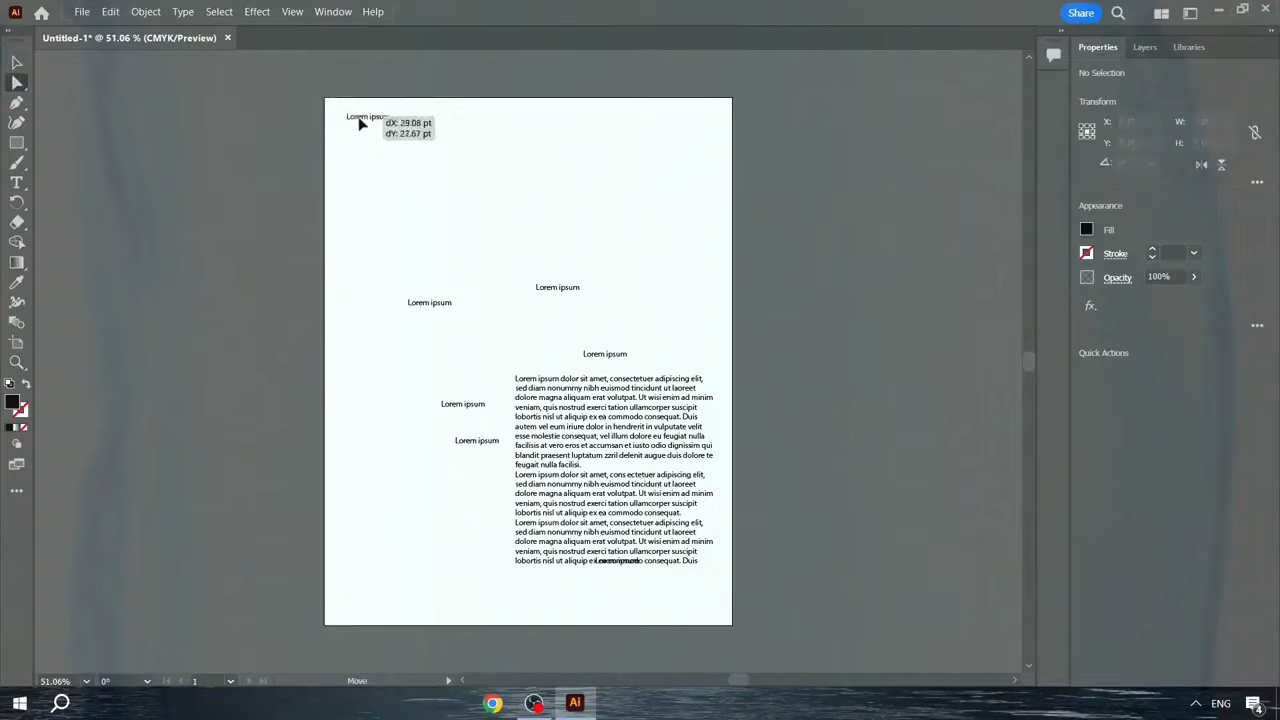 Ai File Edit Object Type Select Effect View Window Help Share
Untitled-1* @ 51.06 % (CMYK/Preview) ×
Properties Layers Libraries
No Selection
Transform
X: W:
Y: H:
Appearance
Fill
Stroke
Opacity 100%
fx.
Quick Actions
Lorem ipsum
dX:
dY:
Lorem ipsum
Lorem ipsum
Lorem ipsum
Lorem ipsum
Lorem ipsum
Lorem ipsum dolor sit amet, consectetuer adipiscing elit,
sed diam nonummy nibh euismod tincidunt ut laoreet
dolore magna aliquam erat volutpat. Ut wisi enim ad minim
veniam, quis nostrud exerci tation ullamcorper suscipit
lobortis nisl ut aliquip ex ea commodo consequat. Duis
autem vel eum iriure dolor in hendrerit in vulputate velit
esse molestie consequat, vel illum dolore eu feugiat nulla
facilisis at vero eros et accumsan et iusto odio dignissim qui
blandit praesent luptatum zzril delenit augue duis dolore te
feugait nulla facilisi.
Lorem ipsum dolor sit amet, cons ectetuer adipiscing elit,
sed diam nonummy nibh euismod tincidunt ut laoreet
dolore magna aliquam erat volutpat. Ut wisi enim ad minim
veniam, quis nostrud exerci tation ullamcorper suscipit
lobortis nisl ut aliquip ex ea commodo consequat.
Lorem ipsum dolor sit amet, consectetuer adipiscing elit,
sed diam nonummy nibh euismod tincidunt ut laoreet
dolore magna aliquam erat volutpat. Ut wisi enim ad minim
veniam, quis nostrud exerci tation ullamcorper suscipit
lobortis nisl ut aliquip consequat. Duis
51.06% 0° 1 Move
Ai ENG 4